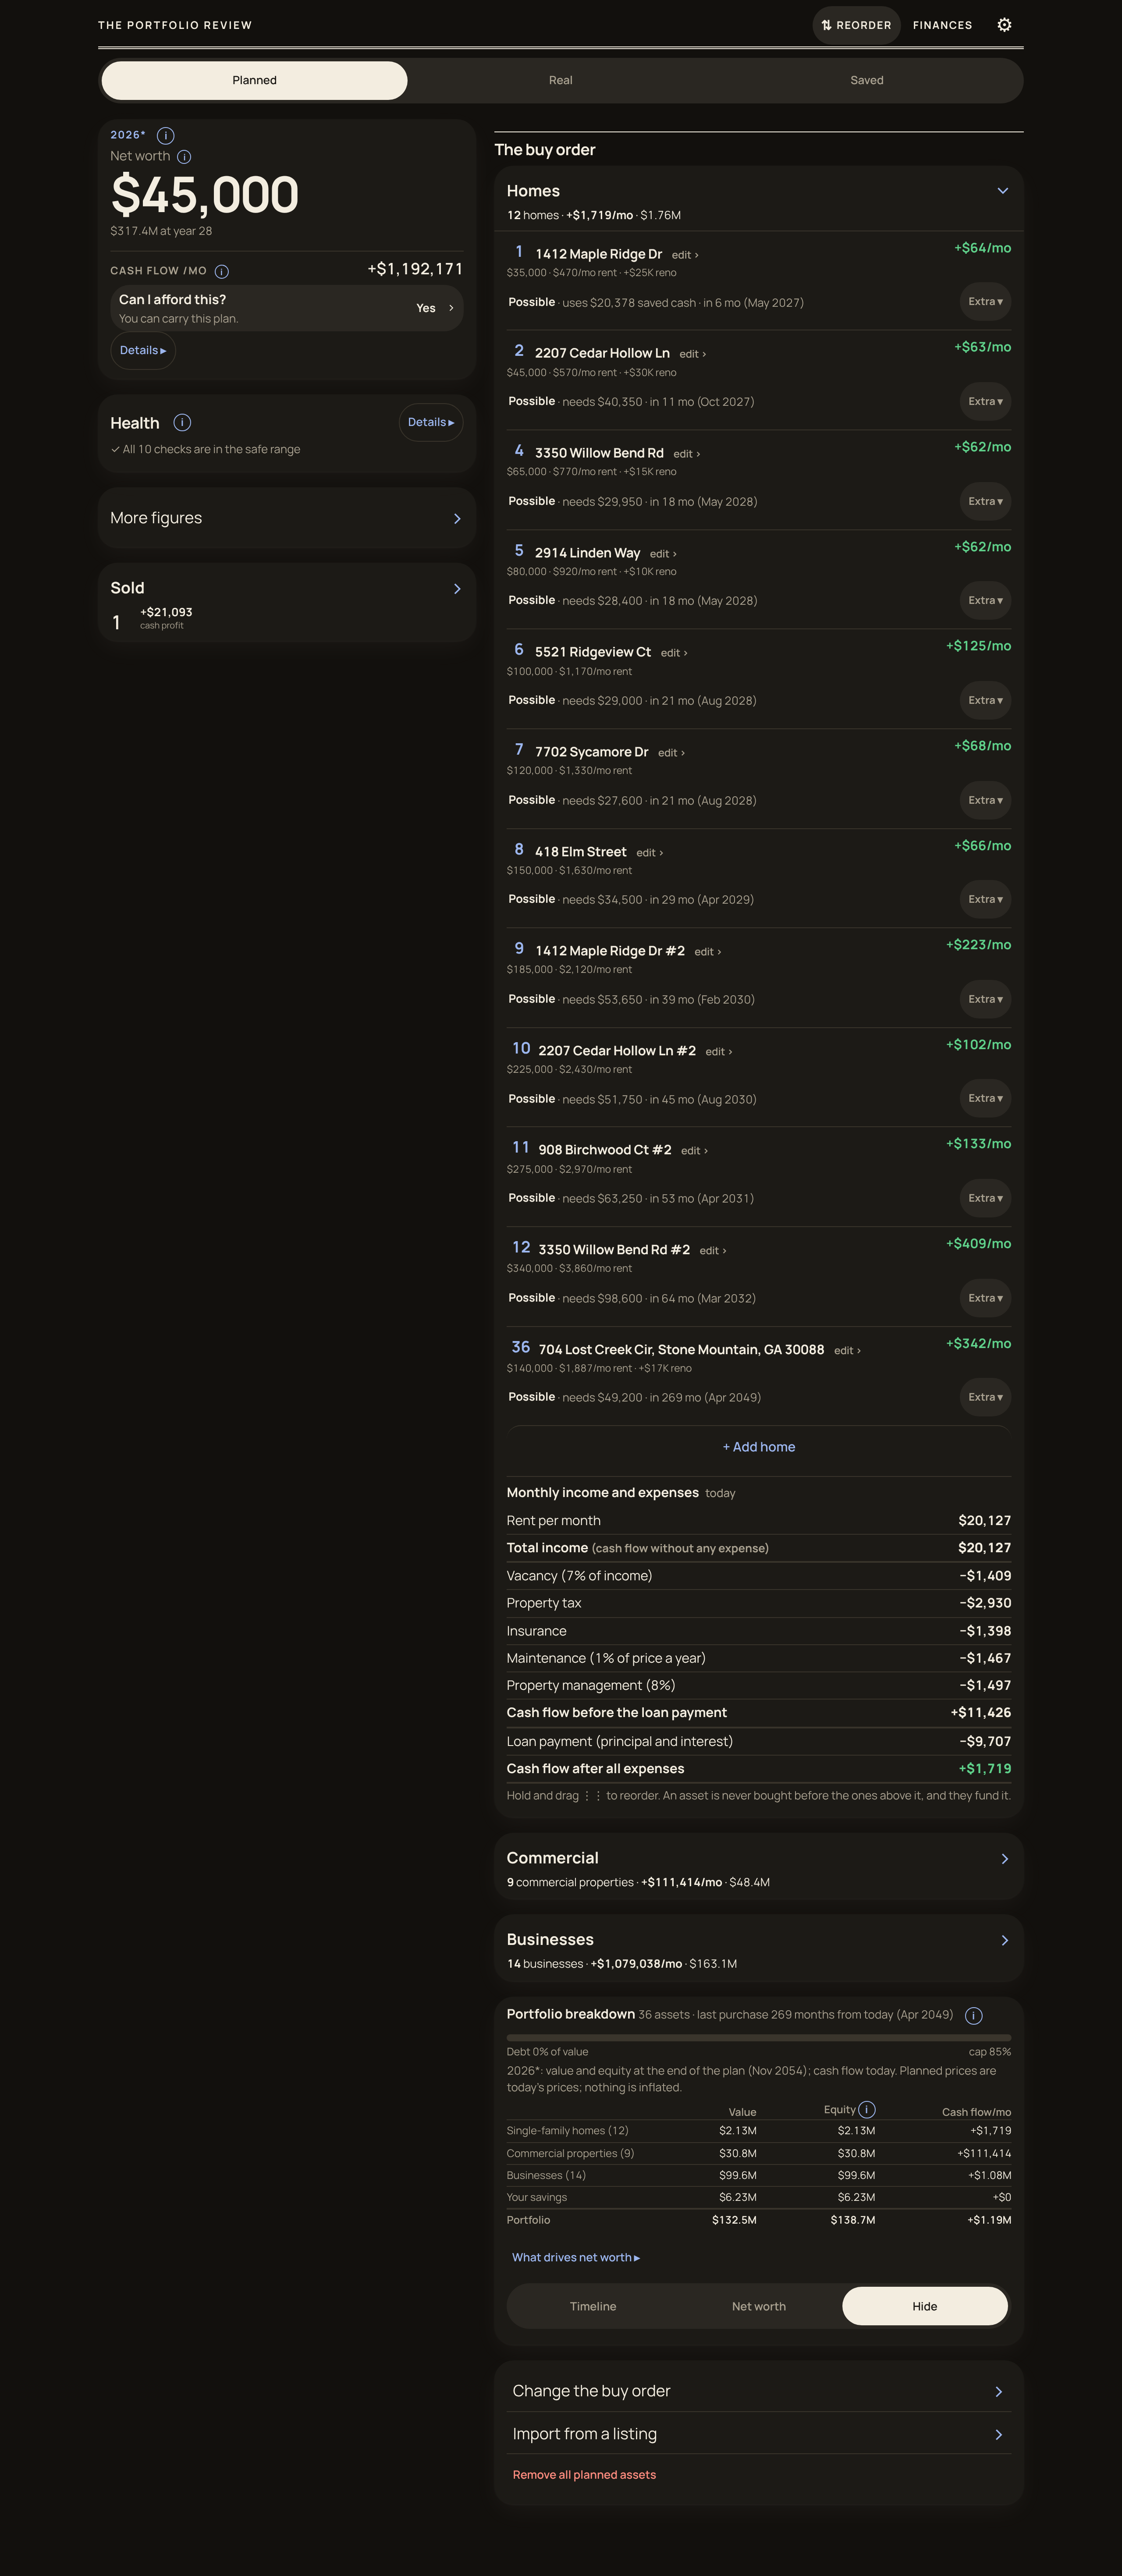 THE PORTFOLIO REVIEW
⇅ REORDER
FINANCES
Planned
Real
Saved
2026*
Net worth
$45,000
$317.4M at year 28
CASH FLOW /MO
+$1,192,171
Can I afford this?
You can carry this plan.
Yes
Details ▸
Health
Details ▸
✓ All 10 checks are in the safe range
More figures
Sold
1
+$21,093
cash profit
The buy order
Homes
12 homes · +$1,719/mo · $1.76M
1 1412 Maple Ridge Dr edit ›
+$64/mo
$35,000 · $470/mo rent · +$25K reno
Possible · uses $20,378 saved cash · in 6 mo (May 2027)
Extra ▾
2 2207 Cedar Hollow Ln edit ›
+$63/mo
$45,000 · $570/mo rent · +$30K reno
Possible · needs $40,350 · in 11 mo (Oct 2027)
Extra ▾
4 3350 Willow Bend Rd edit ›
+$62/mo
$65,000 · $770/mo rent · +$15K reno
Possible · needs $29,950 · in 18 mo (May 2028)
Extra ▾
5 2914 Linden Way edit ›
+$62/mo
$80,000 · $920/mo rent · +$10K reno
Possible · needs $28,400 · in 18 mo (May 2028)
Extra ▾
6 5521 Ridgeview Ct edit ›
+$125/mo
$100,000 · $1,170/mo rent
Possible · needs $29,000 · in 21 mo (Aug 2028)
Extra ▾
7 7702 Sycamore Dr edit ›
+$68/mo
$120,000 · $1,330/mo rent
Possible · needs $27,600 · in 21 mo (Aug 2028)
Extra ▾
8 418 Elm Street edit ›
+$66/mo
$150,000 · $1,630/mo rent
Possible · needs $34,500 · in 29 mo (Apr 2029)
Extra ▾
9 1412 Maple Ridge Dr #2 edit ›
+$223/mo
$185,000 · $2,120/mo rent
Possible · needs $53,650 · in 39 mo (Feb 2030)
Extra ▾
10 2207 Cedar Hollow Ln #2 edit ›
+$102/mo
$225,000 · $2,430/mo rent
Possible · needs $51,750 · in 45 mo (Aug 2030)
Extra ▾
11 908 Birchwood Ct #2 edit ›
+$133/mo
$275,000 · $2,970/mo rent
Possible · needs $63,250 · in 53 mo (Apr 2031)
Extra ▾
12 3350 Willow Bend Rd #2 edit ›
+$409/mo
$340,000 · $3,860/mo rent
Possible · needs $98,600 · in 64 mo (Mar 2032)
Extra ▾
36 704 Lost Creek Cir, Stone Mountain, GA 30088 edit ›
+$342/mo
$140,000 · $1,887/mo rent · +$17K reno
Possible · needs $49,200 · in 269 mo (Apr 2049)
Extra ▾
+ Add home
Monthly income and expenses today
Rent per month $20,127
Total income (cash flow without any expense) $20,127
Vacancy (7% of income) −$1,409
Property tax −$2,930
Insurance −$1,398
Maintenance (1% of price a year) −$1,467
Property management (8%) −$1,497
Cash flow before the loan payment +$11,426
Loan payment (principal and interest) −$9,707
Cash flow after all expenses +$1,719
Hold and drag ⋮⋮ to reorder. An asset is never bought before the ones above it, and they fund it.
Commercial
9 commercial properties · +$111,414/mo · $48.4M
Businesses
14 businesses · +$1,079,038/mo · $163.1M
Portfolio breakdown 36 assets · last purchase 269 months from today (Apr 2049)
Debt 0% of value cap 85%
2026*: value and equity at the end of the plan (Nov 2054); cash flow today. Planned prices are
today's prices; nothing is inflated.
Value Equity Cash flow/mo
Single-family homes (12) $2.13M $2.13M +$1,719
Commercial properties (9) $30.8M $30.8M +$111,414
Businesses (14) $99.6M $99.6M +$1.08M
Your savings $6.23M $6.23M +$0
Portfolio $132.5M $138.7M +$1.19M
What drives net worth ▸
Timeline
Net worth
Hide
Change the buy order
Import from a listing
Remove all planned assets